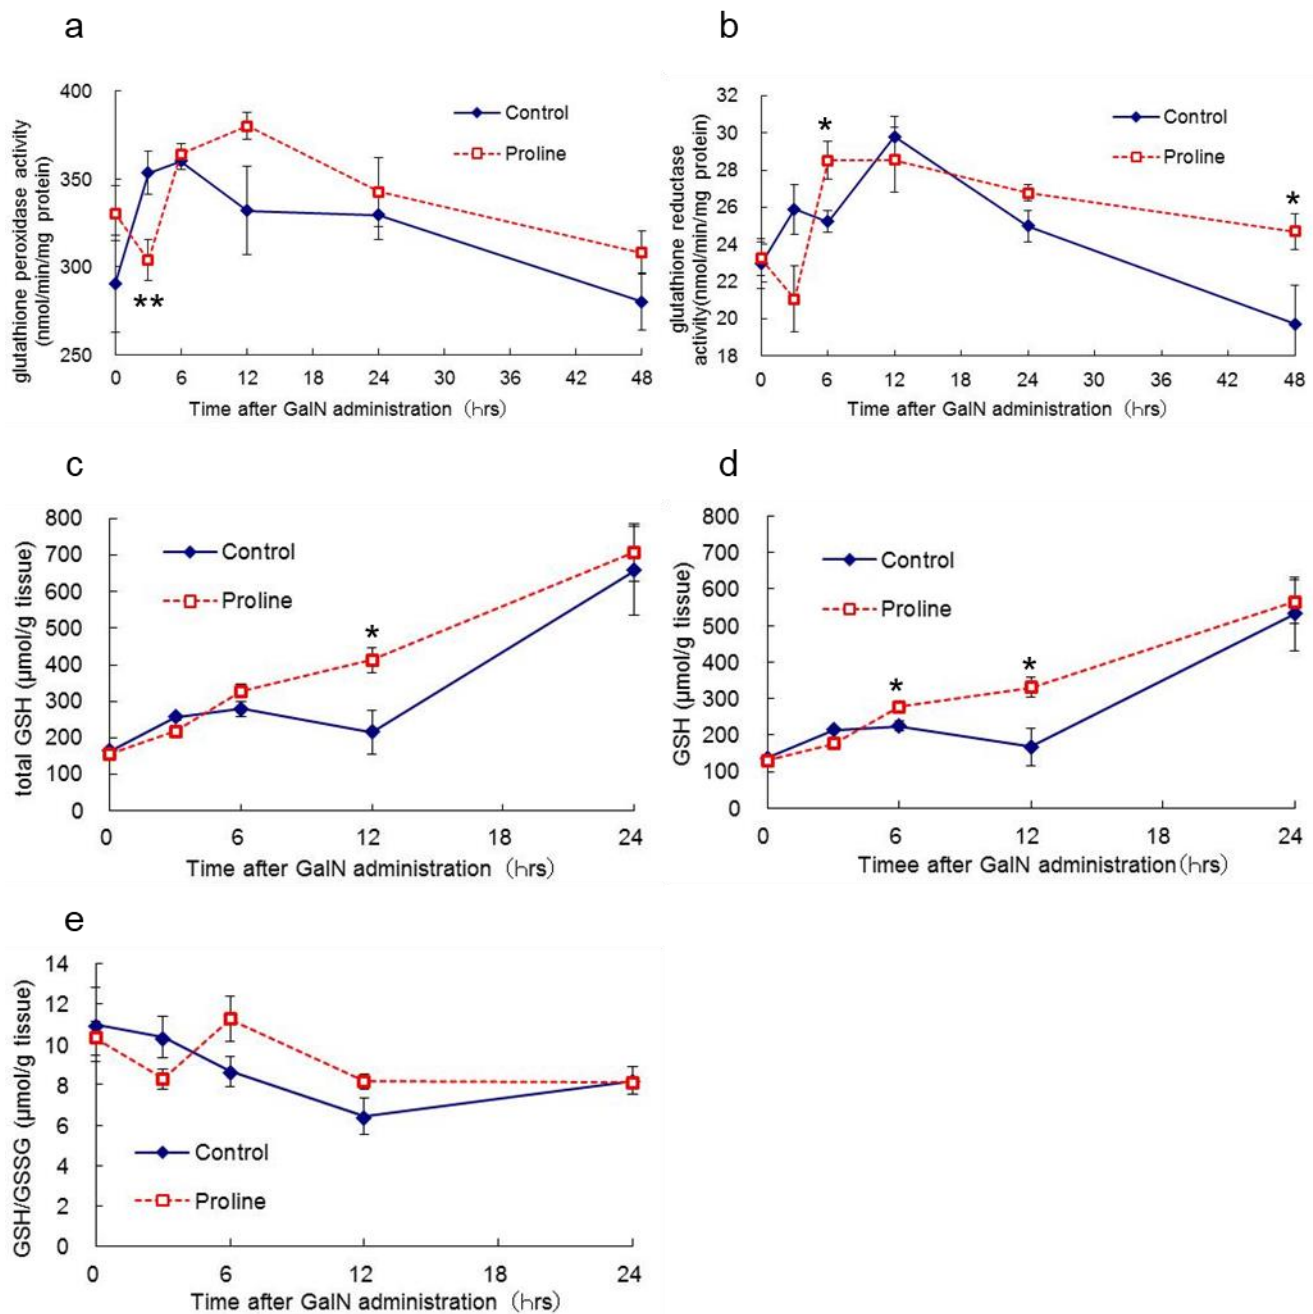 a
glutathione peroxidase activity
(nmol/min/mg protein)
400
350
300
250
Control
Proline
**
0 6 12 18 24 30 36 42 48
Time after GalN administration (hrs)
b
glutathione reductase
activity(nmol/min/mg protein)
32
30
28
26
24
22
20
18
Control
Proline
*
*
0 6 12 18 24 30 36 42 48
Time after GalN administration (hrs)
c
total GSH (μmol/g tissue)
800
700
600
500
400
300
200
100
0
Control
Proline
*
0 6 12 18 24
Time after GalN administration (hrs)
d
GSH (μmol/g tissue)
800
700
600
500
400
300
200
100
0
Control
Proline
*
*
0 6 12 18 24
Timee after GalN administration(hrs)
e
GSH/GSSG (μmol/g tissue)
14
12
10
8
6
4
2
0
Control
Proline
0 6 12 18 24
Time after GalN administration (hrs)